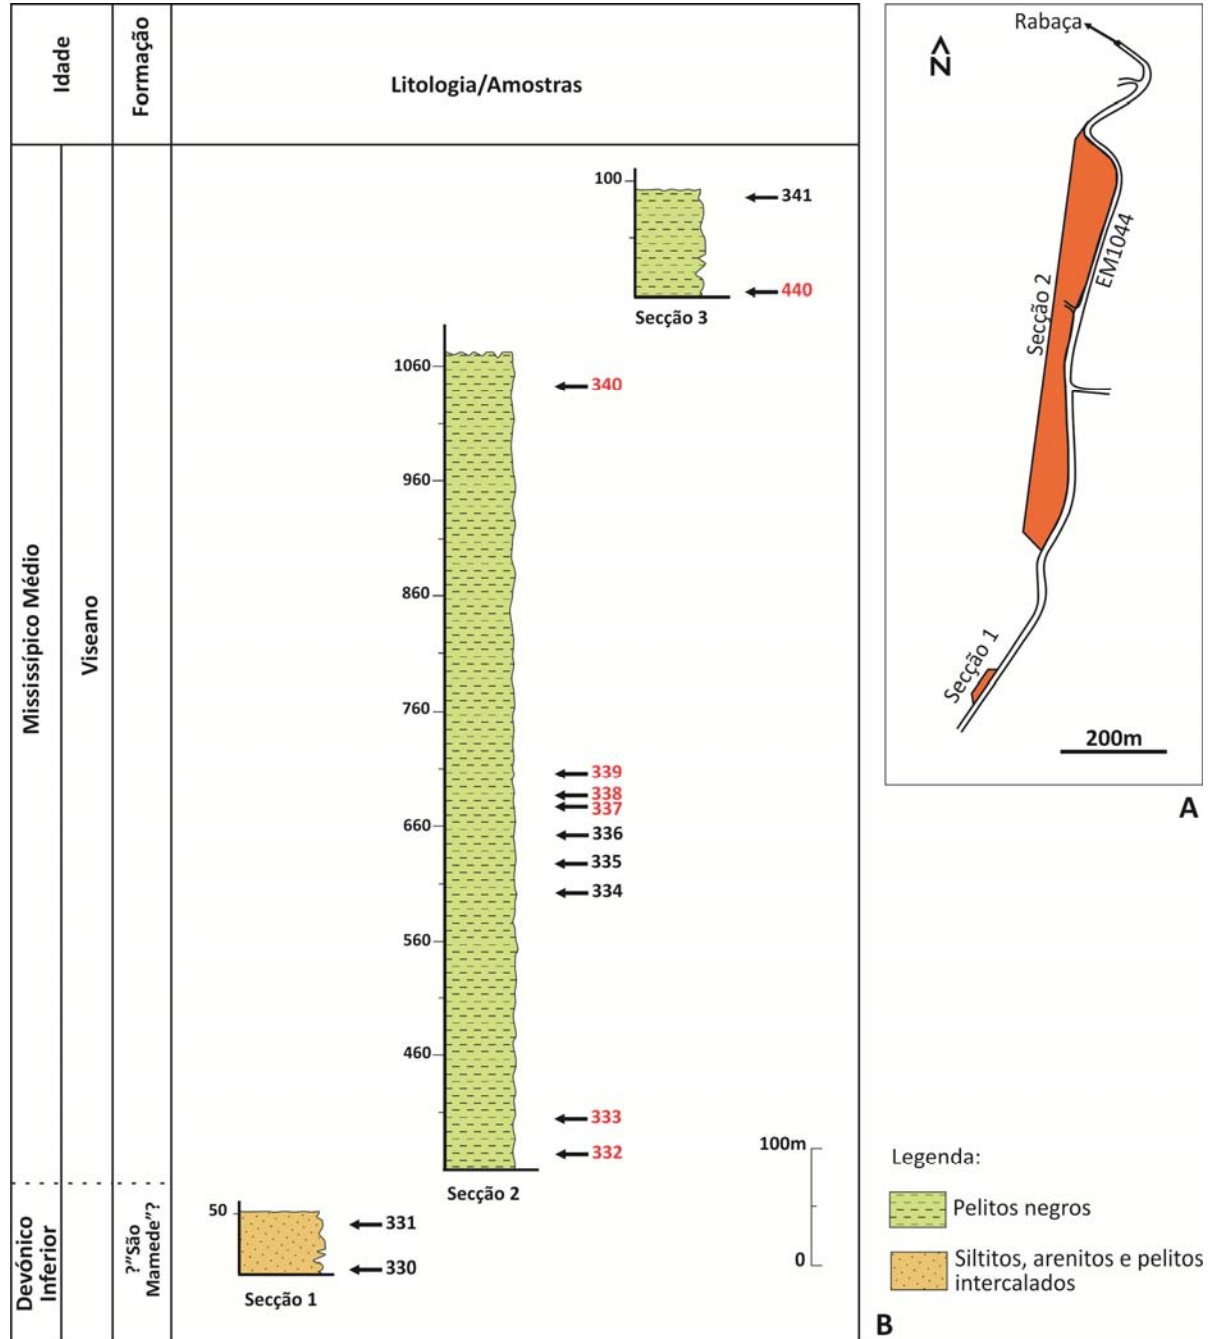 Idade
Formação
Litologia/Amostras
Mississípico Médio
Viseano
Devónico
Inferior
?"São
Mamede"?
100
341
440
Secção 3
1060
340
960
860
760
339
338
337
660
336
335
334
560
460
333
332
Secção 2
50
331
330
Secção 1
100m
0
Rabaça
N
EM1044
Secção 2
Secção 1
200m
A
Legenda:
Pelitos negros
Siltitos, arenitos e pelitos
intercalados
B